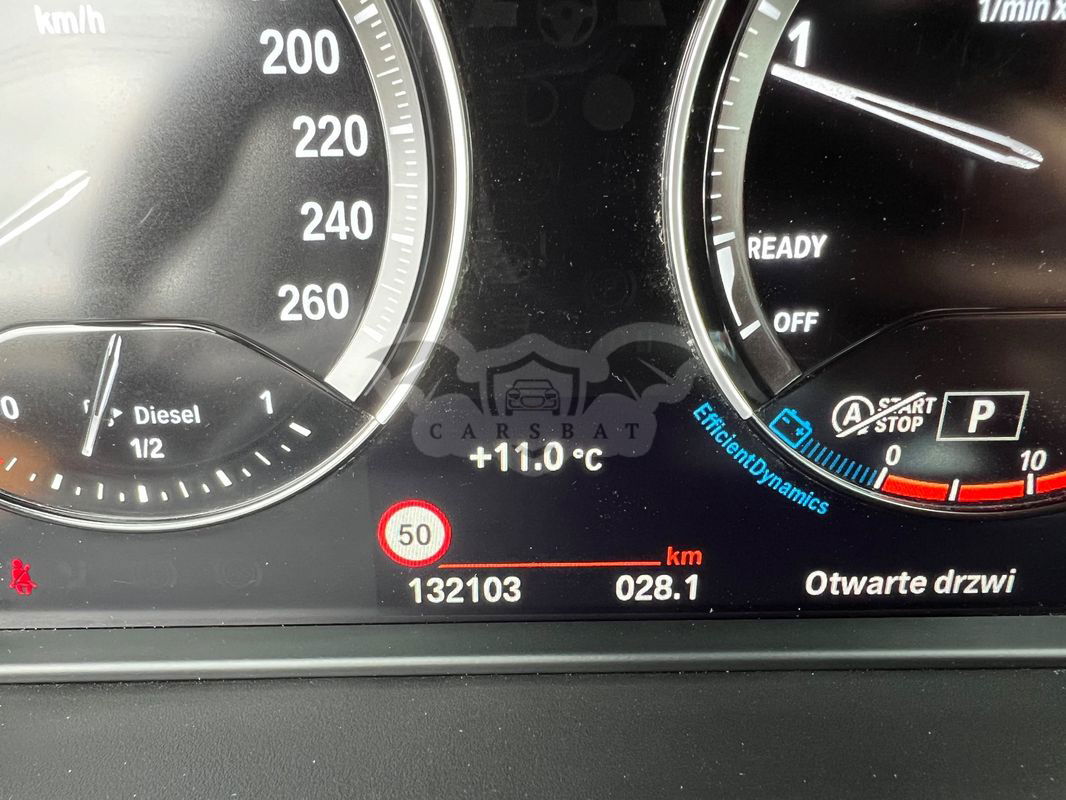 km/h
200
220
240
260
0
Diesel
1
1/2
1/min x
1
READY
OFF
CARSBAT
+11.0 °C
EfficientDynamics
A START
STOP
P
0
10
50
km
132103
028.1
Otwarte drzwi